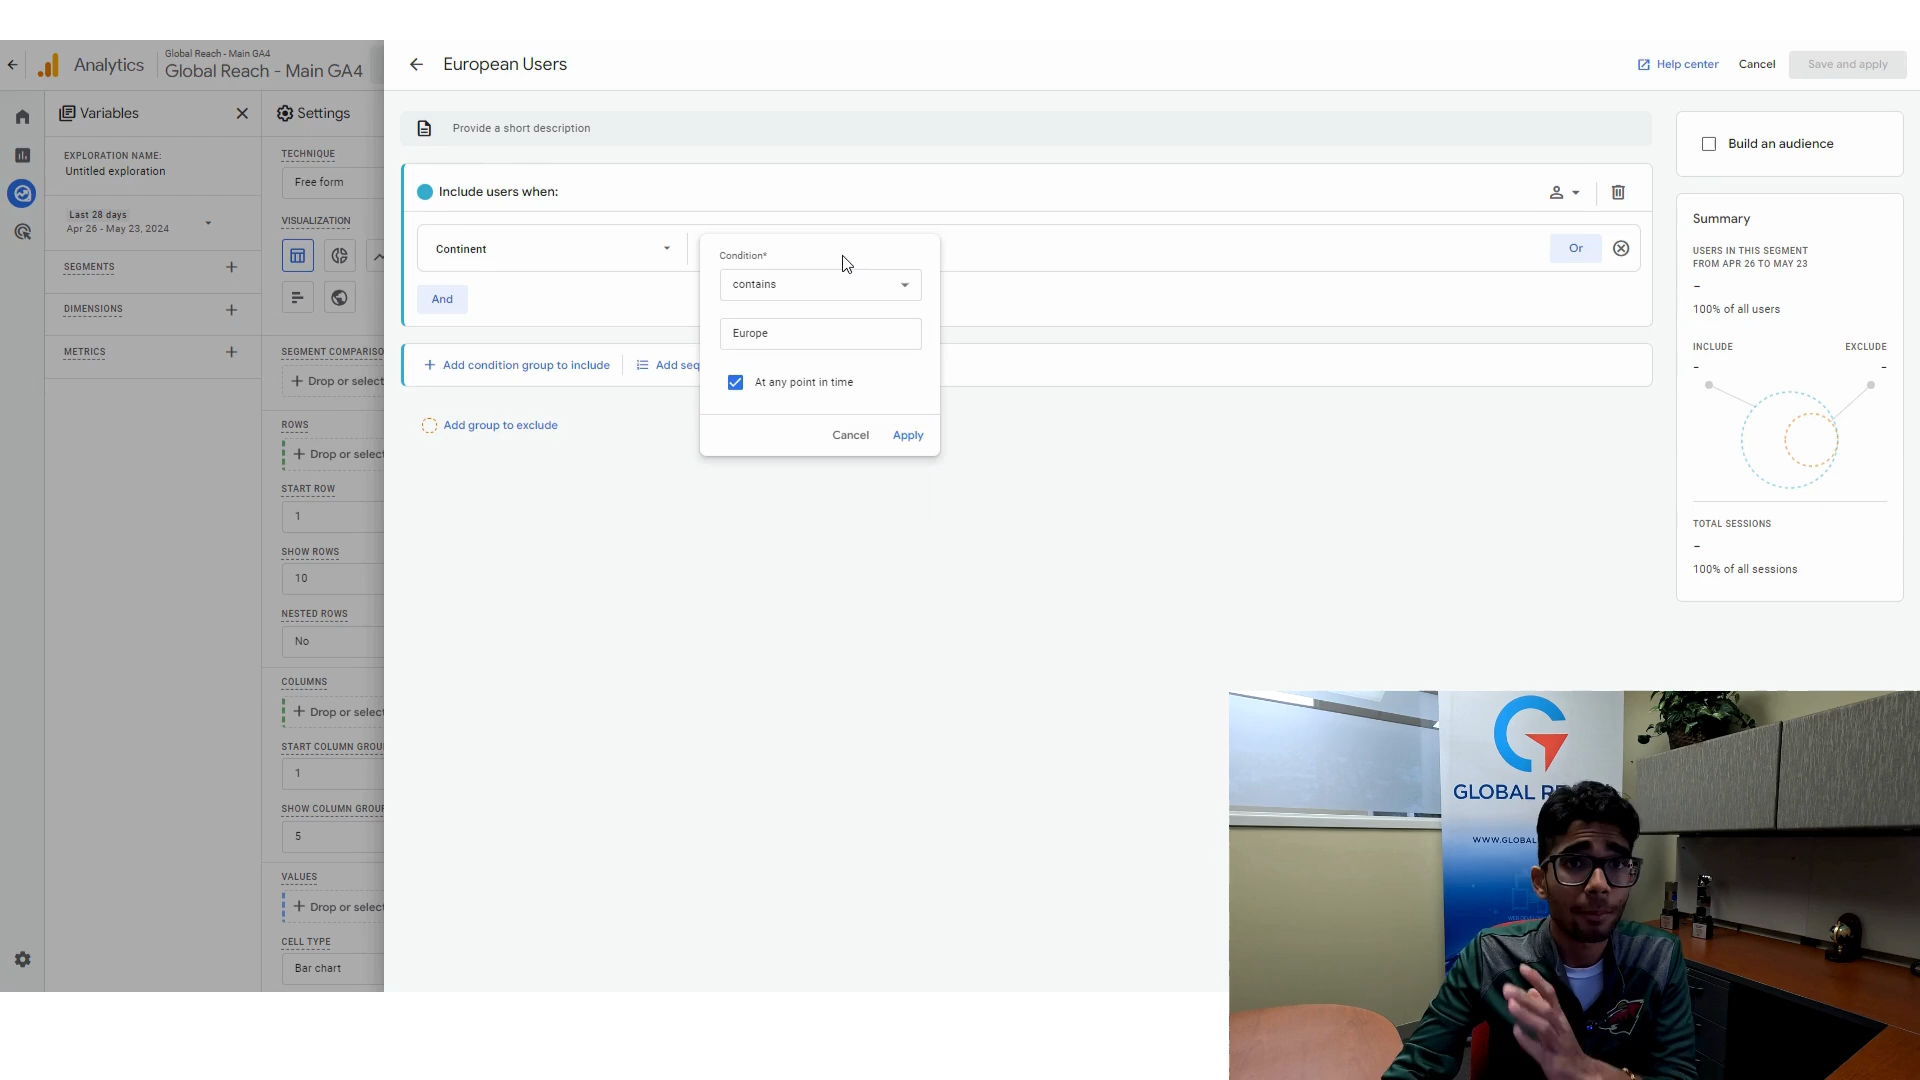 Analytics
Global Reach - Main GA4
Global Reach - Main GA4
European Users
Help center
Cancel
Save and apply
Variables
Settings
Provide a short description
Build an audience
EXPLORATION NAME:
Untitled exploration
TECHNIQUE
Free form
Include users when:
Last 28 days
Apr 26 - May 23, 2024
VISUALIZATION
Continent
Condition*
contains
Or
And
Europe
At any point in time
Cancel
Apply
Summary
USERS IN THIS SEGMENT
FROM APR 26 TO MAY 23
-
100% of all users
INCLUDE
EXCLUDE
-
-
TOTAL SESSIONS
-
100% of all sessions
SEGMENTS
DIMENSIONS
METRICS
SEGMENT COMPARISO
Drop or select
Add condition group to include
Add seq
Add group to exclude
ROWS
Drop or select
START ROW
1
SHOW ROWS
10
NESTED ROWS
No
COLUMNS
Drop or select
START COLUMN GROU
1
SHOW COLUMN GROUP
5
VALUES
Drop or select
CELL TYPE
Bar chart
GLOBAL RE
WWW.GLOBAL